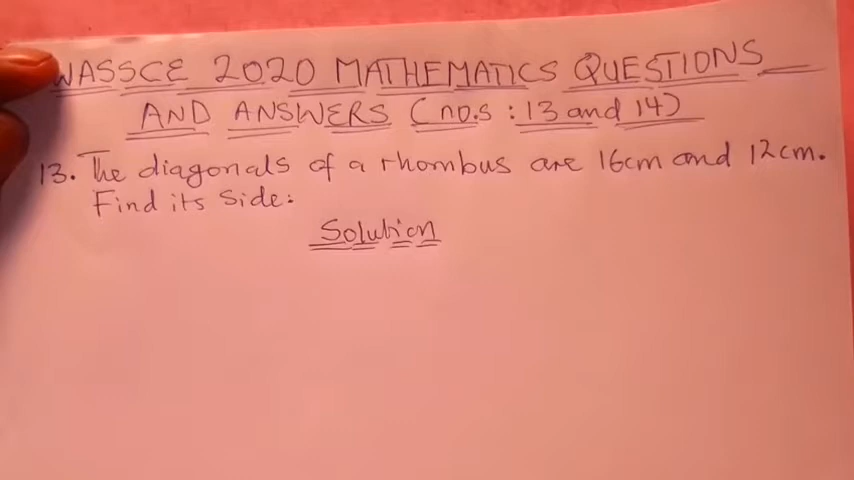 WASSCE 2020 MATHEMATICS QUESTIONS
AND ANSWERS (no.s : 13 and 14)
13. The diagonals of a rhombus are 16cm and 12cm.
Find its side:
Solution